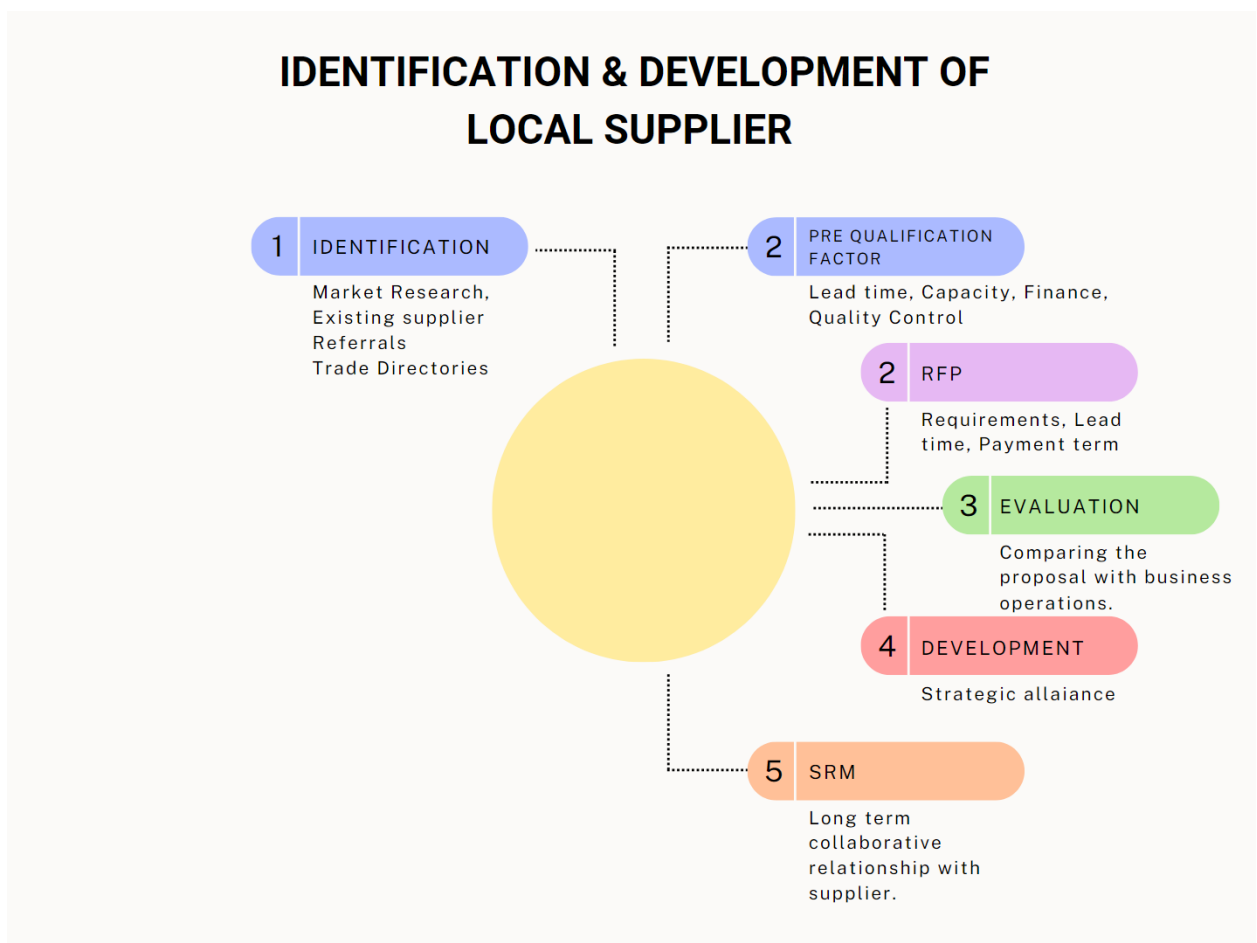 IDENTIFICATION & DEVELOPMENT OF
LOCAL SUPPLIER
1
IDENTIFICATION
Market Research,
Existing supplier
Referrals
Trade Directories
2
PRE QUALIFICATION
FACTOR
Lead time, Capacity, Finance,
Quality Control
2
RFP
Requirements, Lead
time, Payment term
3
EVALUATION
Comparing the
proposal with business
operations.
4
DEVELOPMENT
Strategic allaiance
5
SRM
Long term
collaborative
relationship with
supplier.